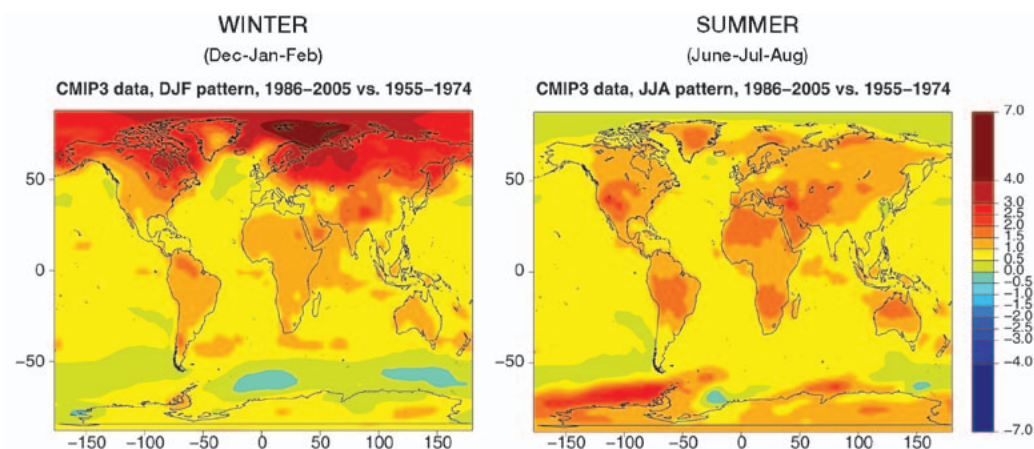 WINTER
(Dec-Jan-Feb)
CMIP3 data, DJF pattern, 1986–2005 vs. 1955–1974
50
0
−50
−150 −100 −50 0 50 100 150
SUMMER
(June-Jul-Aug)
CMIP3 data, JJA pattern, 1986–2005 vs. 1955–1974
50
0
−50
−150 −100 −50 0 50 100 150
7.0
4.0
3.0
2.5
2.0
1.5
1.0
0.5
0.0
−0.5
−1.0
−1.5
−2.0
−2.5
−3.0
−4.0
−7.0